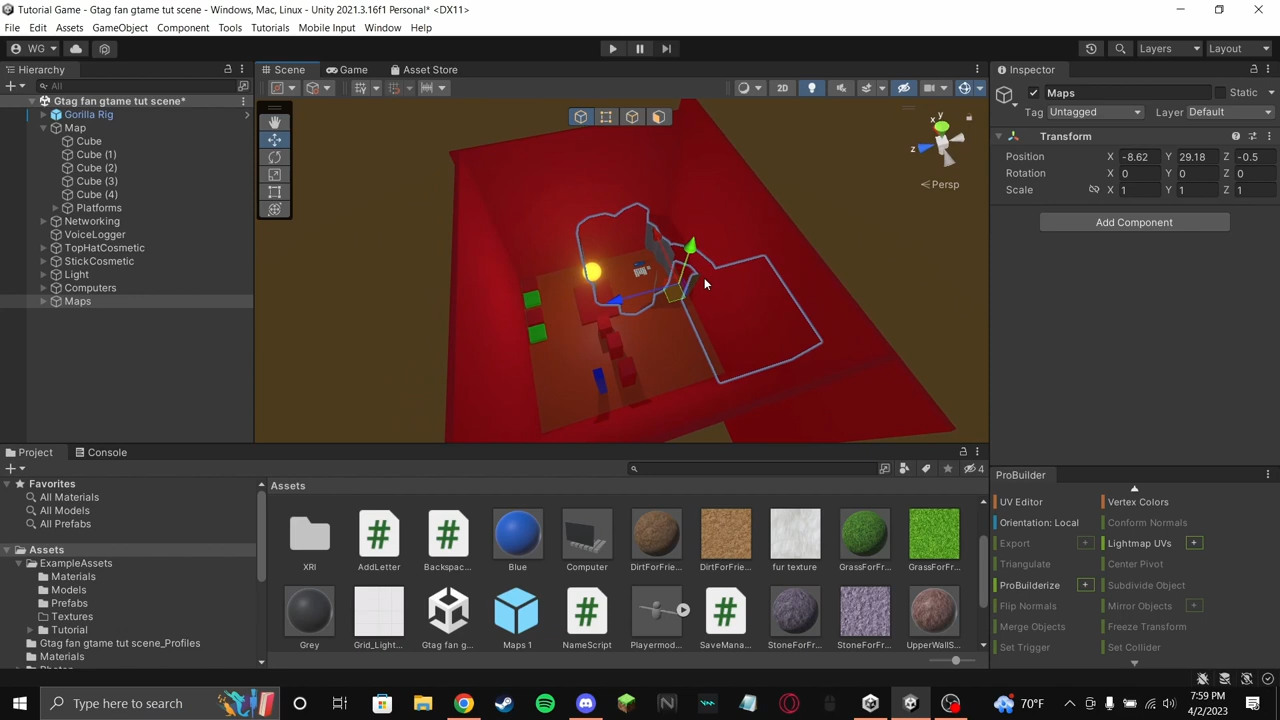 Tutorial Game - Gtag fan gtame tut scene - Windows, Mac, Linux - Unity 2021.3.16f1 Personal* <DX11>
File Edit Assets GameObject Component Tools Tutorials Mobile Input Window Help
WG Layers Layout
Hierarchy Scene Game Asset Store Inspector
All 2D Maps Static
Gtag fan gtame tut scene* Tag Untagged Layer Default
Gorilla Rig
Map Transform
Cube Position X -8.62 Y 29.18 Z -0.5
Cube (1) Rotation X 0 Y 0 Z 0
Cube (2) Scale X 1 Y 1 Z 1
Cube (3) Persp
Cube (4)
Platforms
Networking Add Component
VoiceLogger
TopHatCosmetic
StickCosmetic
Light
Computers
Maps
x y z
Project Console
4
ProBuilder
Favorites Assets
All Materials UV Editor Vertex Colors
All Models Orientation: Local Conform Normals
All Prefabs Export Lightmap UVs
Assets Triangulate Center Pivot
ExampleAssets XRI AddLetter Backspac... Blue Computer DirtForFrie... DirtForFrie... fur texture GrassForFr... GrassForFr...
Materials ProBuilderize Subdivide Object
Models Flip Normals Mirror Objects
Prefabs Merge Objects Freeze Transform
Textures Set Trigger Set Collider
Tutorial
Gtag fan gtame tut scene_Profiles Grey Grid_Light... Gtag fan g... Maps 1 NameScript Playermod... SaveMana... StoneForFr... StoneForFr... UpperWallS...
Materials
Type here to search 70°F 7:59 PM
4/2/2023